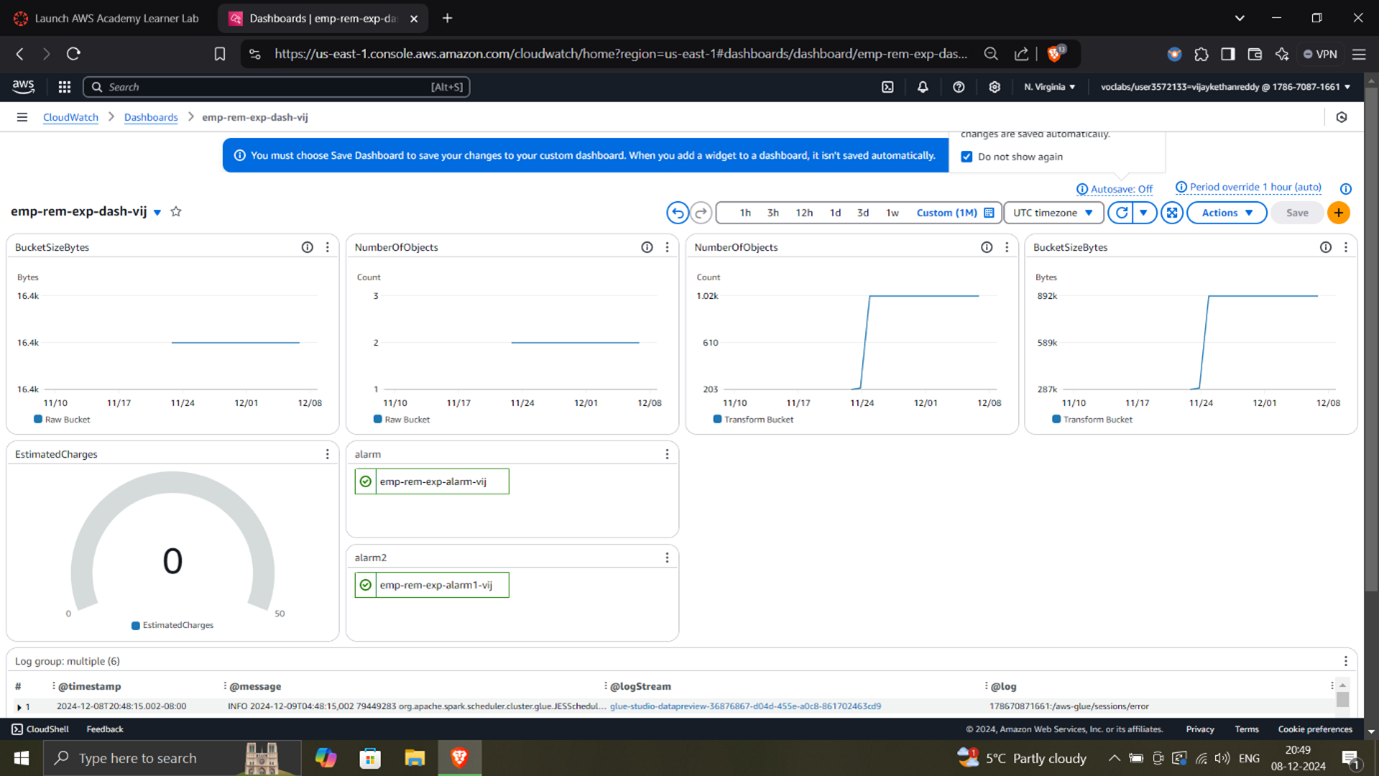 Launch AWS Academy Learner Lab
Dashboards | emp-rem-exp-das
https://us-east-1.console.aws.amazon.com/cloudwatch/home?region=us-east-1#dashboards/dashboard/emp-rem-exp-das...
13
VPN
aws
Search
[Alt+S]
N. Virginia
voclabs/user3572133=vijaykethanreddy @ 1786-7087-1661
CloudWatch
Dashboards
emp-rem-exp-dash-vij
changes are saved automatically.
You must choose Save Dashboard to save your changes to your custom dashboard. When you add a widget to a dashboard, it isn't saved automatically.
Do not show again
Autosave: Off
Period override 1 hour (auto)
emp-rem-exp-dash-vij
1h 3h 12h 1d 3d 1w Custom (1M)
UTC timezone
Actions
Save
BucketSizeBytes
Bytes
16.4k
16.4k
16.4k
11/10 11/17 11/24 12/01 12/08
Raw Bucket
NumberOfObjects
Count
3
2
1
11/10 11/17 11/24 12/01 12/08
Raw Bucket
NumberOfObjects
Count
1.02k
610
203
11/10 11/17 11/24 12/01 12/08
Transform Bucket
BucketSizeBytes
Bytes
892k
589k
287k
11/10 11/17 11/24 12/01 12/08
Transform Bucket
EstimatedCharges
0
0
50
EstimatedCharges
alarm
emp-rem-exp-alarm-vij
alarm2
emp-rem-exp-alarm1-vij
Log group: multiple (6)
# @timestamp @message @logStream @log
1 2024-12-08T20:48:15.002-08:00 INFO 2024-12-09T04:48:15,002 79449283 org.apache.spark.scheduler.cluster.glue.JESSchedul... glue-studio-datapreview-36876867-d04d-455e-a0c8-861702463cd9 178670871661:/aws-glue/sessions/error
CloudShell
Feedback
© 2024, Amazon Web Services, Inc. or its affiliates.
Privacy
Terms
Cookie preferences
Type here to search
1
5°C Partly cloudy
ENG
20:49
08-12-2024
1